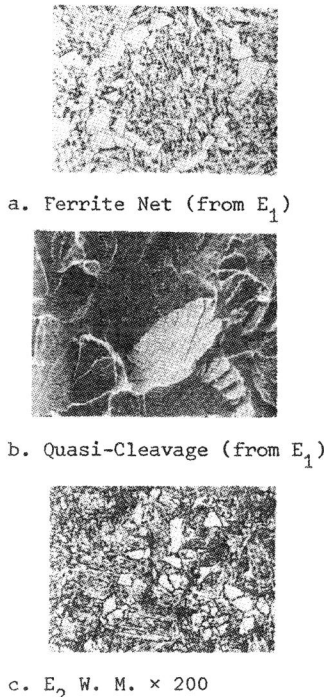 a. Ferrite Net (from E₁)
b. Quasi-Cleavage (from E₁)
c. E₂ W. M. × 200